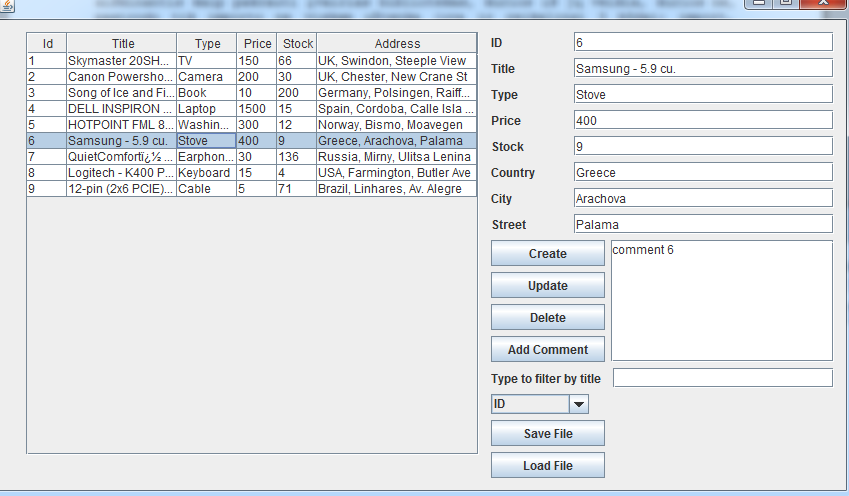 Id Title Type Price Stock Address
1 Skymaster 20SH... TV 150 66 UK, Swindon, Steeple View
2 Canon Powersho... Camera 200 30 UK, Chester, New Crane St
3 Song of Ice and Fi... Book 10 200 Germany, Polsingen, Raiff...
4 DELL INSPIRON ... Laptop 1500 15 Spain, Cordoba, Calle Isla ...
5 HOTPOINT FML 8... Washin... 300 12 Norway, Bismo, Moavegen
6 Samsung - 5.9 cu. Stove 400 9 Greece, Arachova, Palama
7 QuietComfortï¿½ ... Earphon... 30 136 Russia, Mirny, Ulitsa Lenina
8 Logitech - K400 P... Keyboard 15 4 USA, Farmington, Butler Ave
9 12-pin (2x6 PCIE)... Cable 5 71 Brazil, Linhares, Av. Alegre
ID 6
Title Samsung - 5.9 cu.
Type Stove
Price 400
Stock 9
Country Greece
City Arachova
Street Palama
Create
comment 6
Update
Delete
Add Comment
Type to filter by title
ID
Save File
Load File